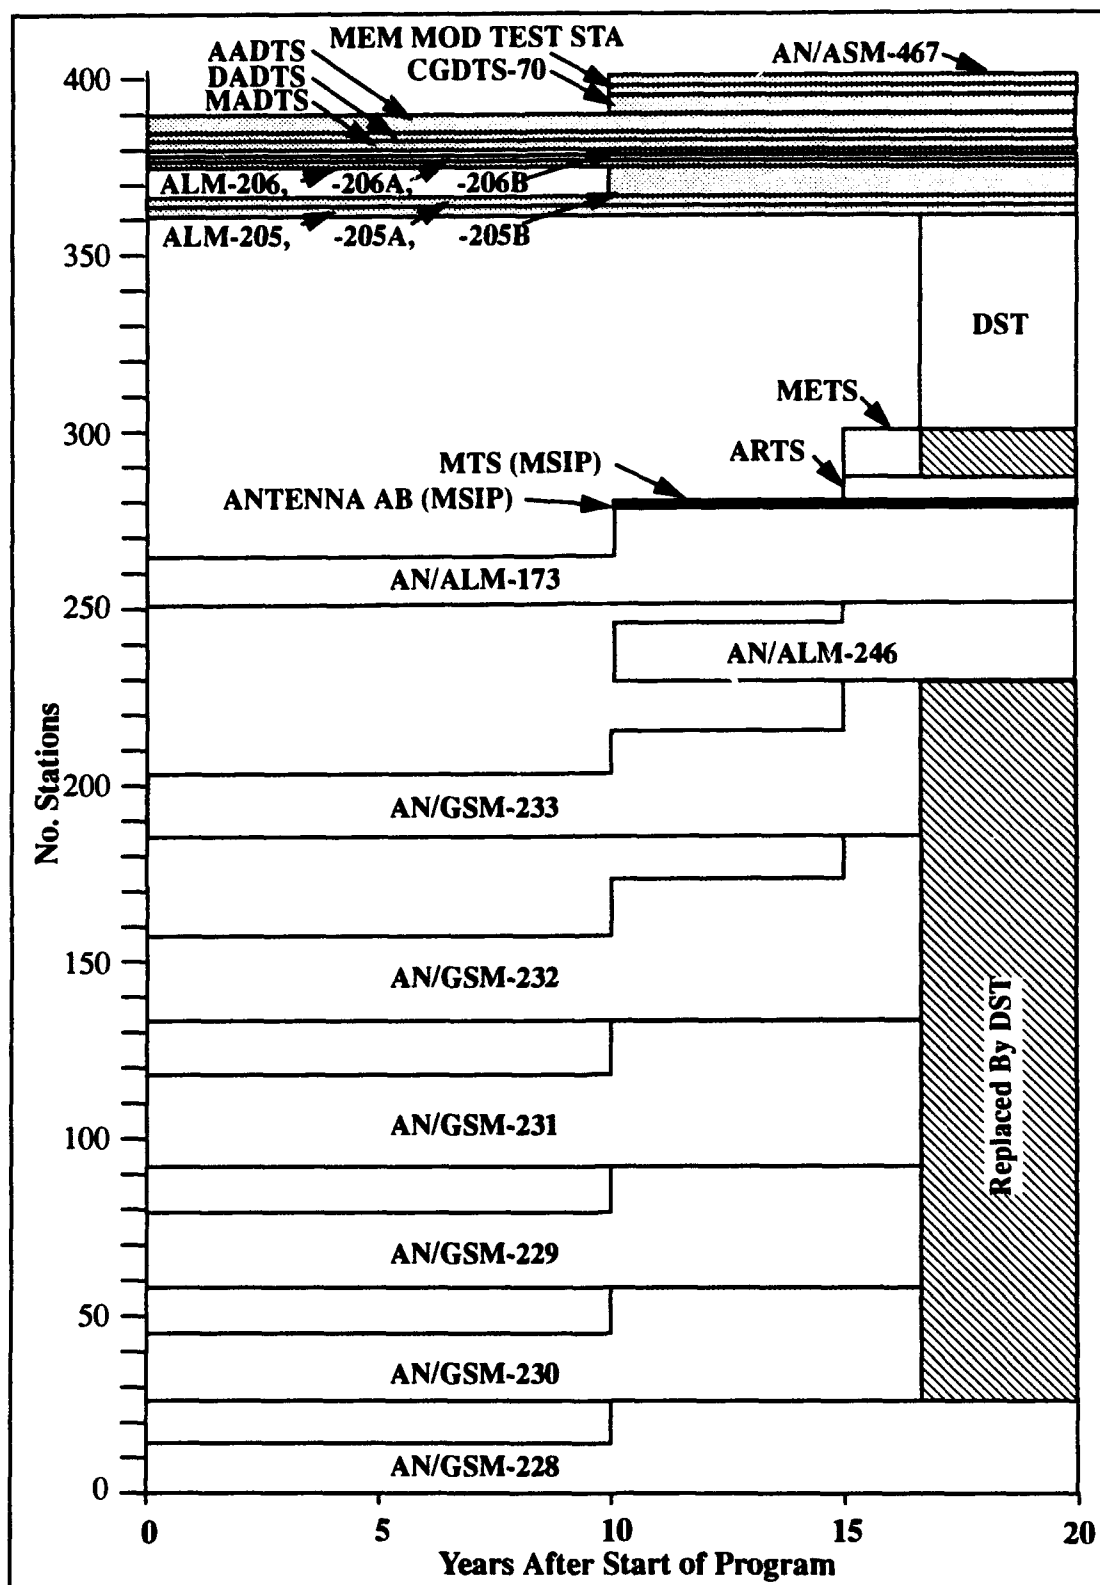 MEM MOD TEST STA
AADTS
AN/ASM-467
DADTS
CGDTS-70
MADTS
400
ALM-206, -206A, -206B
ALM-205, -205A, -205B
350
DST
METS
300
ARTS
MTS (MSIP)
ANTENNA AB (MSIP)
AN/ALM-173
250
AN/ALM-246
No. Stations
200
AN/GSM-233
150
AN/GSM-232
Replaced By DST
AN/GSM-231
100
AN/GSM-229
50
AN/GSM-230
AN/GSM-228
0
0 5 10 15 20
Years After Start of Program